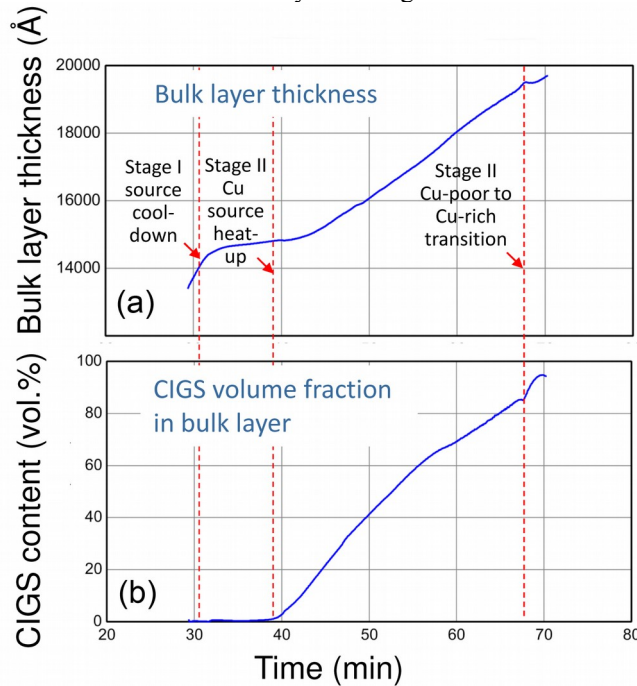 Bulk layer thickness (Å)
20000
18000
16000
14000
Bulk layer thickness
Stage I
source
cool-
down
Stage II
Cu
source
heat-
up
Stage II
Cu-poor to
Cu-rich
transition
(a)
CIGS content (vol.%)
100
80
60
40
20
0
CIGS volume fraction
in bulk layer
(b)
20
30
40
50
60
70
80
Time (min)